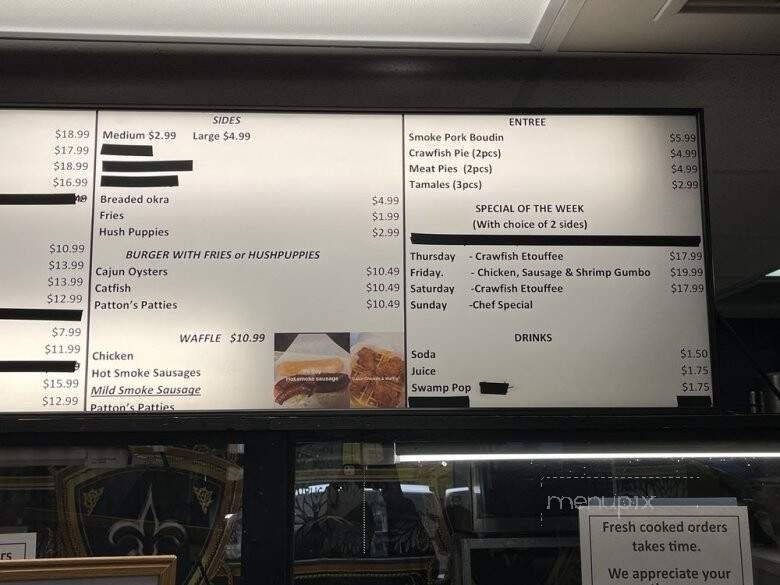 $18.99
$17.99
$18.99
$16.99
$10.99
$13.99
$13.99
$12.99
$7.99
$11.99
$15.99
$12.99
SIDES
Medium $2.99 Large $4.99
Breaded okra $4.99
Fries $1.99
Hush Puppies $2.99
BURGER WITH FRIES or HUSHPUPPIES
Cajun Oysters $10.49
Catfish $10.49
Patton's Patties $10.49
WAFFLE $10.99
Chicken
Hot Smoke Sausages
Mild Smoke Sausage
Patton's Patties
Hot smoke sausage
ENTREE
Smoke Pork Boudin $5.99
Crawfish Pie (2pcs) $4.99
Meat Pies (2pcs) $4.99
Tamales (3pcs) $2.99
SPECIAL OF THE WEEK
(With choice of 2 sides)
Thursday - Crawfish Etouffee $17.99
Friday. - Chicken, Sausage & Shrimp Gumbo $19.99
Saturday -Crawfish Etouffee $17.99
Sunday -Chef Special
DRINKS
Soda $1.50
Juice $1.75
Swamp Pop $1.75
menupix
rs
Fresh cooked orders
takes time.
We appreciate your